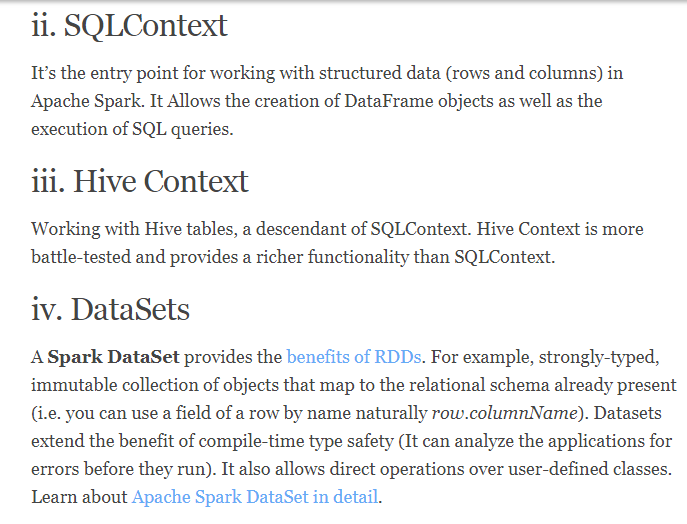 ii. SQLContext
It’s the entry point for working with structured data (rows and columns) in
Apache Spark. It Allows the creation of DataFrame objects as well as the
execution of SQL queries.
iii. Hive Context
Working with Hive tables, a descendant of SQLContext. Hive Context is more
battle-tested and provides a richer functionality than SQLContext.
iv. DataSets
A Spark DataSet provides the benefits of RDDs. For example, strongly-typed,
immutable collection of objects that map to the relational schema already present
(i.e. you can use a field of a row by name naturally row.columnName). Datasets
extend the benefit of compile-time type safety (It can analyze the applications for
errors before they run). It also allows direct operations over user-defined classes.
Learn about Apache Spark DataSet in detail.